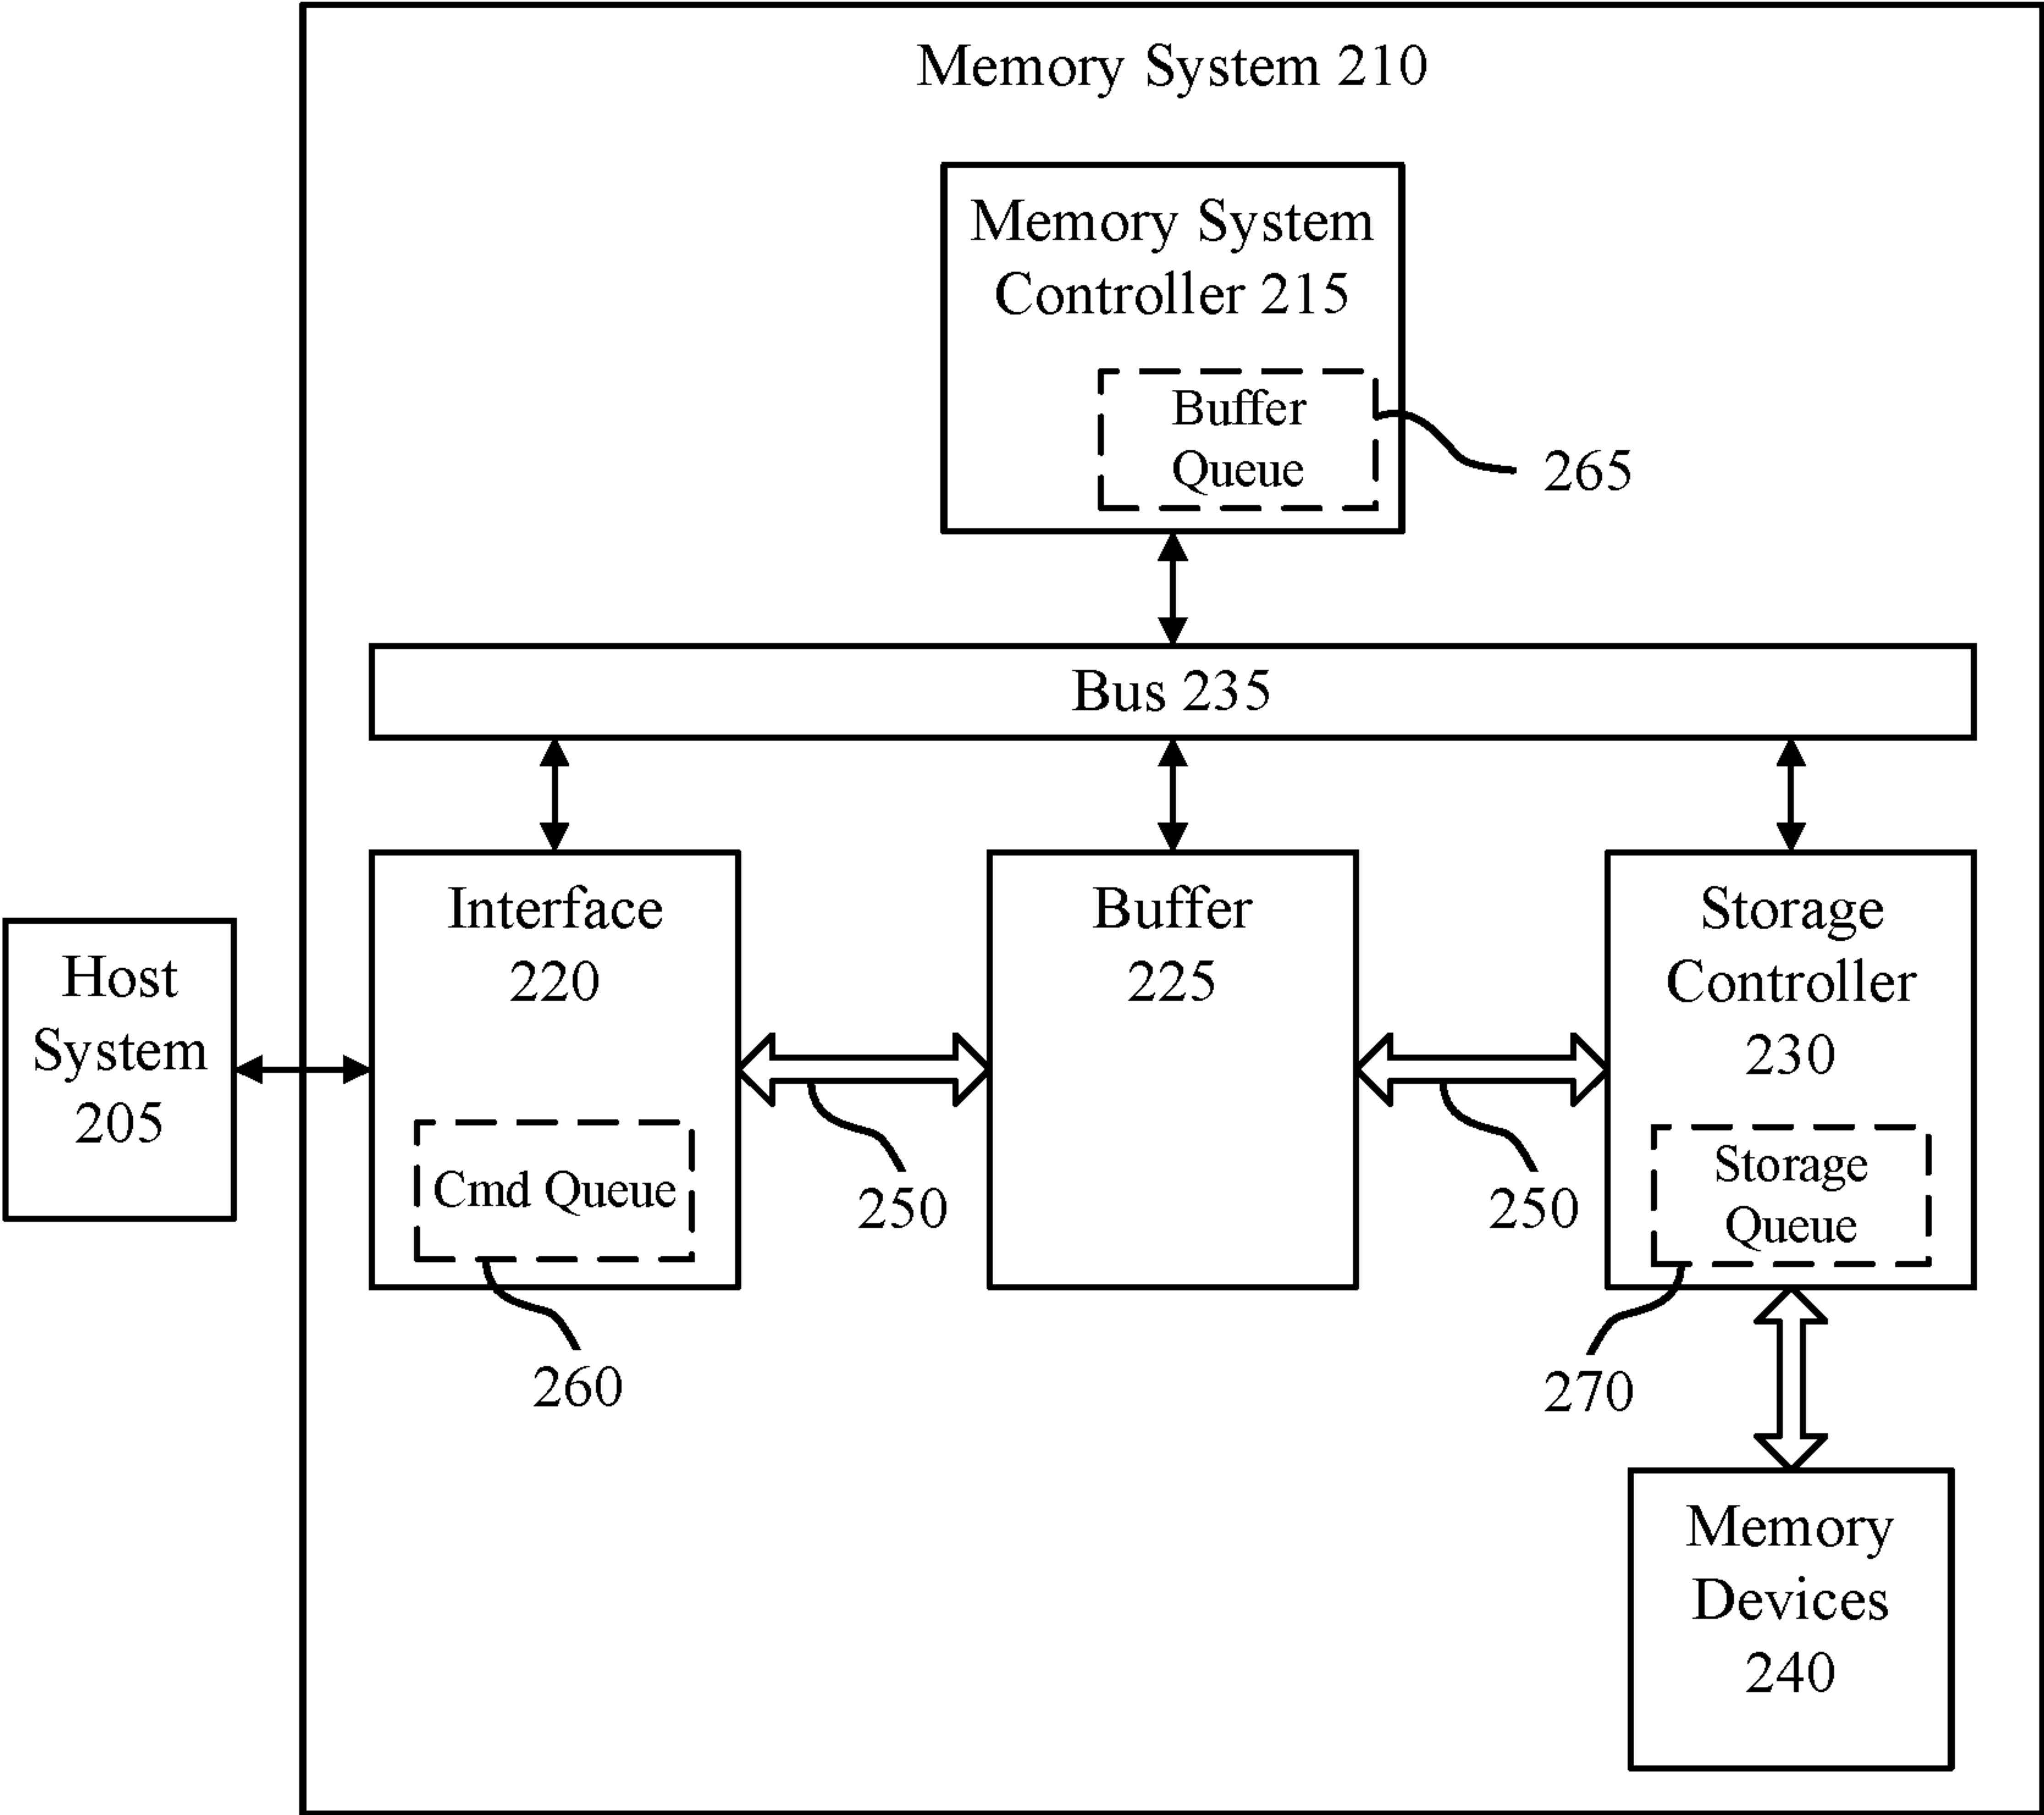 Memory System 210
Memory System
Controller 215
Buffer
Queue
265
Bus 235
Host
System
205
Interface
220
Cmd Queue
260
250
Buffer
225
250
Storage
Controller
230
Storage
Queue
270
Memory
Devices
240